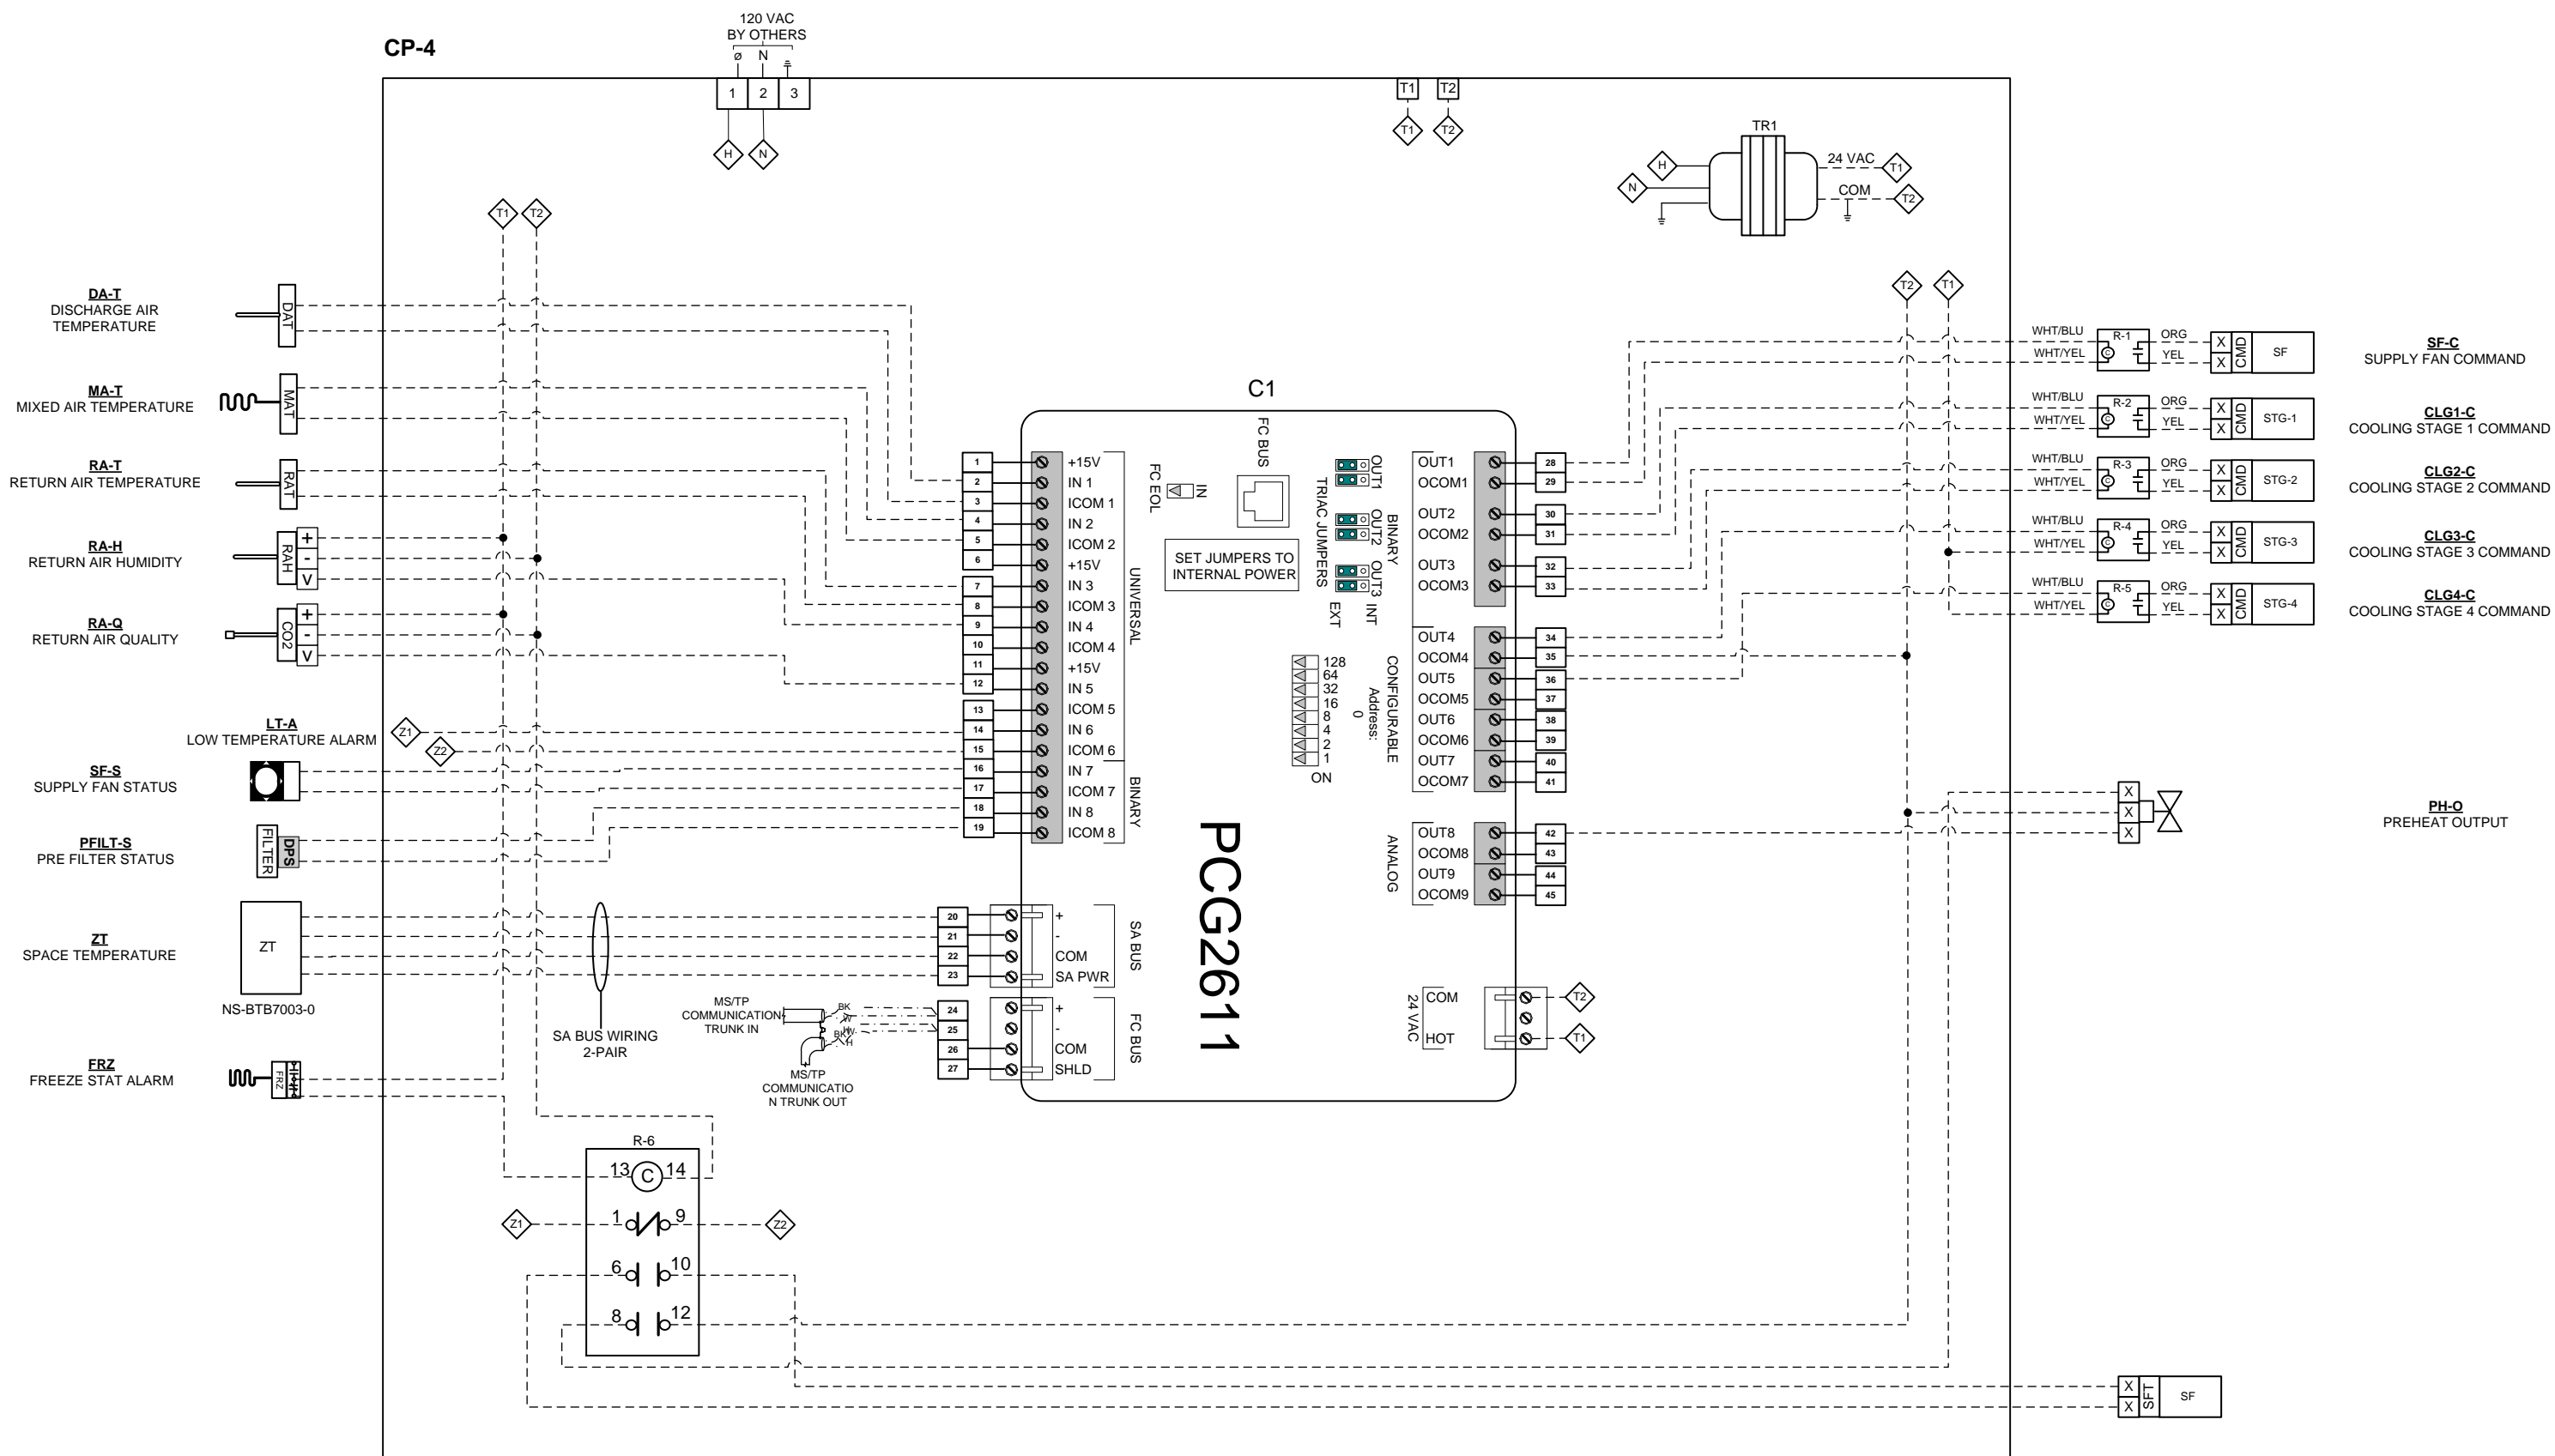 CP-4
120 VAC
BY OTHERS
ø N
1 2 3
H N
T1 T2
T1 T2
TR1
H
N
24 VAC T1
COM T2
T1 T2
T2 T1
DA-T
DISCHARGE AIR
TEMPERATURE
DAT
MA-T
MIXED AIR TEMPERATURE
MAT
RA-T
RETURN AIR TEMPERATURE
RAT
RA-H
RETURN AIR HUMIDITY
RAH
+
-
V
RA-Q
RETURN AIR QUALITY
CO2
+
-
V
LT-A
LOW TEMPERATURE ALARM
Z1
Z2
SF-S
SUPPLY FAN STATUS
PFILT-S
PRE FILTER STATUS
FILTER
DPS
ZT
SPACE TEMPERATURE
ZT
NS-BTB7003-0
FRZ
FREEZE STAT ALARM
FRZ
SA BUS WIRING
2-PAIR
MS/TP
COMMUNICATION
TRUNK IN
BK
MS/TP
COMMUNICATIO
N TRUNK OUT
C1
1 +15V
2 IN 1
3 ICOM 1
4 IN 2
5 ICOM 2
6 +15V
7 IN 3
8 ICOM 3
9 IN 4
10 ICOM 4
11 +15V
12 IN 5
13 ICOM 5
14 IN 6
15 ICOM 6
16 IN 7
17 ICOM 7
18 IN 8
19 ICOM 8
UNIVERSAL
BINARY
20 +
21 -
22 COM
23 SA PWR
SA BUS
24 +
25 -
26 COM
27 SHLD
FC BUS
FC EOL
IN
FC BUS
SET JUMPERS TO
INTERNAL POWER
TRIAC JUMPERS
OUT1
OUT2
OUT3
EXT
INT
BINARY
128
64
32
16
8
4
2
1
ON
Address:
0
CONFIGURABLE
ANALOG
PCG2611
OUT1 28
OCOM1 29
OUT2 30
OCOM2 31
OUT3 32
OCOM3 33
OUT4 34
OCOM4 35
OUT5 36
OCOM5 37
OUT6 38
OCOM6 39
OUT7 40
OCOM7 41
OUT8 42
OCOM8 43
OUT9 44
OCOM9 45
24 VAC
COM T2
HOT T1
WHT/BLU R-1 ORG X CMD SF
WHT/YEL C YEL X
SF-C
SUPPLY FAN COMMAND
WHT/BLU R-2 ORG X CMD STG-1
WHT/YEL C YEL X
CLG1-C
COOLING STAGE 1 COMMAND
WHT/BLU R-3 ORG X CMD STG-2
WHT/YEL C YEL X
CLG2-C
COOLING STAGE 2 COMMAND
WHT/BLU R-4 ORG X CMD STG-3
WHT/YEL C YEL X
CLG3-C
COOLING STAGE 3 COMMAND
WHT/BLU R-5 ORG X CMD STG-4
WHT/YEL C YEL X
CLG4-C
COOLING STAGE 4 COMMAND
X
X
X
PH-O
PREHEAT OUTPUT
R-6
13 C 14
Z1 1 9 Z2
6 10
8 12
X SFT SF
X